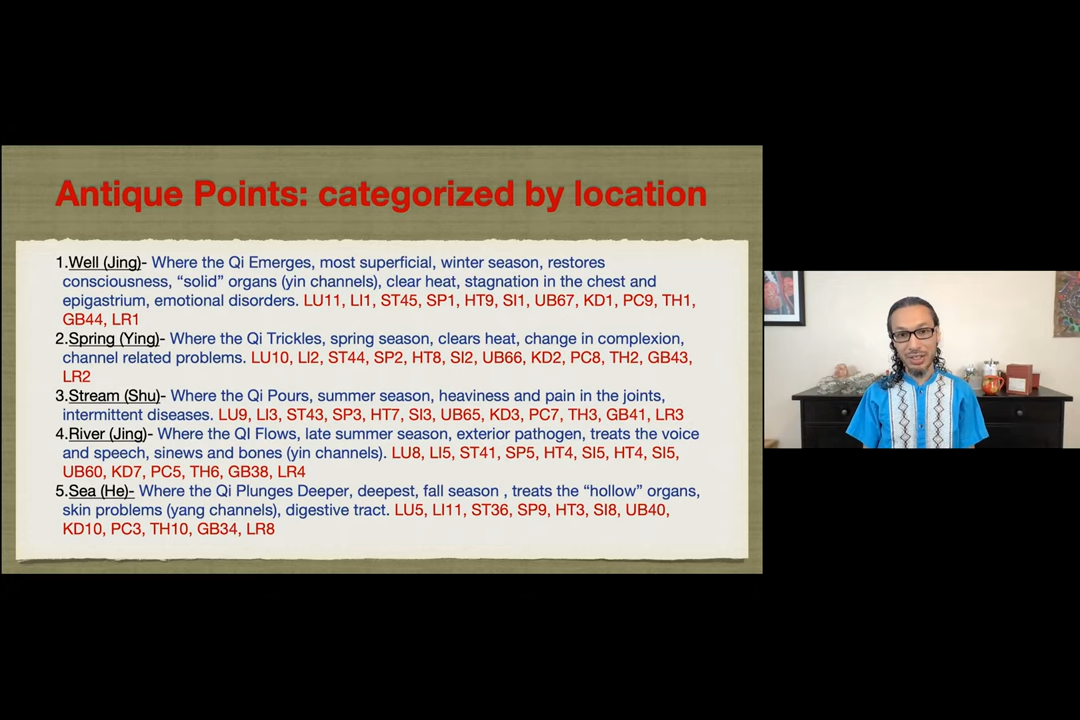 Antique Points: categorized by location
1.Well (Jing)- Where the Qi Emerges, most superficial, winter season, restores
consciousness, “solid” organs (yin channels), clear heat, stagnation in the chest and
epigastrium, emotional disorders. LU11, LI1, ST45, SP1, HT9, SI1, UB67, KD1, PC9, TH1,
GB44, LR1
2.Spring (Ying)- Where the Qi Trickles, spring season, clears heat, change in complexion,
channel related problems. LU10, LI2, ST44, SP2, HT8, SI2, UB66, KD2, PC8, TH2, GB43,
LR2
3.Stream (Shu)- Where the Qi Pours, summer season, heaviness and pain in the joints,
intermittent diseases. LU9, LI3, ST43, SP3, HT7, SI3, UB65, KD3, PC7, TH3, GB41, LR3
4.River (Jing)- Where the QI Flows, late summer season, exterior pathogen, treats the voice
and speech, sinews and bones (yin channels). LU8, LI5, ST41, SP5, HT4, SI5, HT4, SI5,
UB60, KD7, PC5, TH6, GB38, LR4
5.Sea (He)- Where the Qi Plunges Deeper, deepest, fall season , treats the “hollow” organs,
skin problems (yang channels), digestive tract. LU5, LI11, ST36, SP9, HT3, SI8, UB40,
KD10, PC3, TH10, GB34, LR8